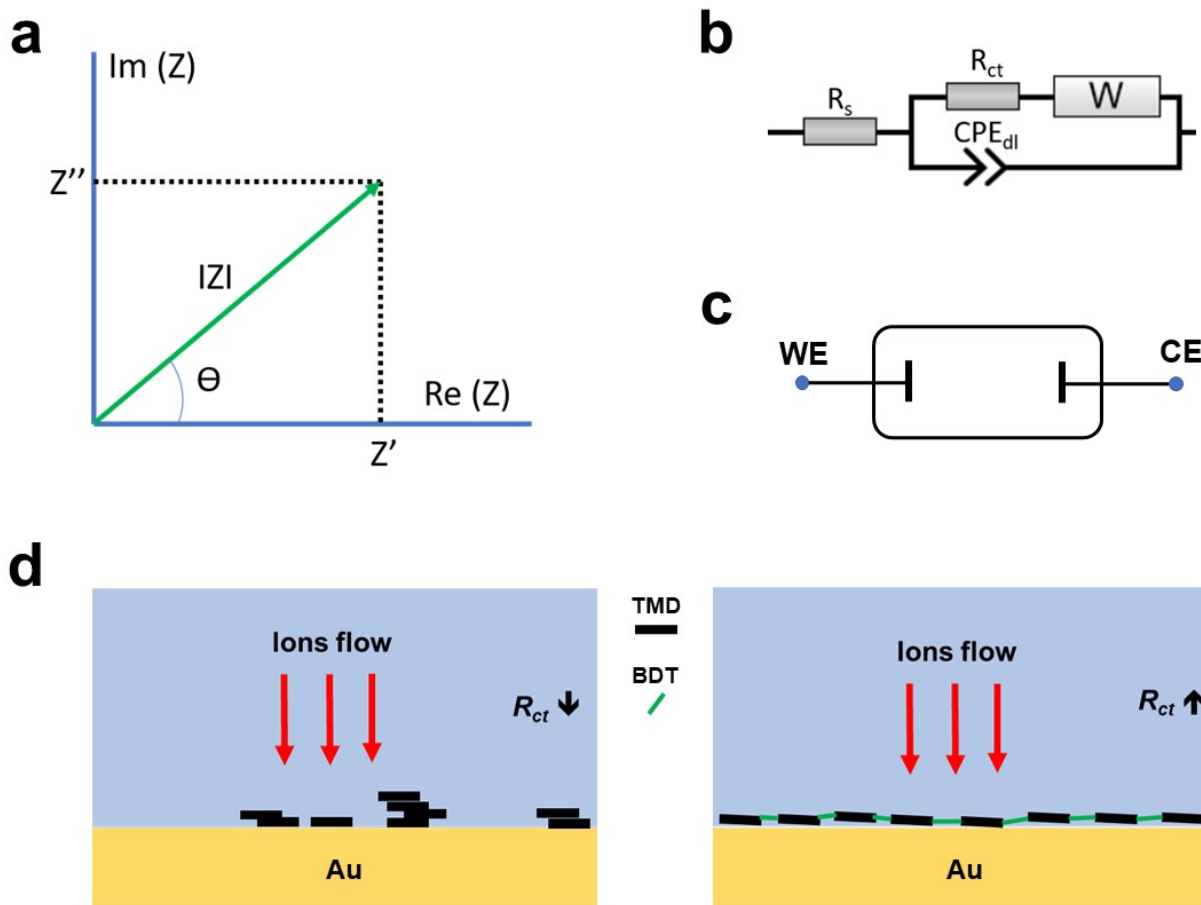 a
Im (Z)
Z''
IZI
Θ
Re (Z)
Z'
b
Rs
Rct
W
CPEdl
c
WE
CE
d
Ions flow
Rct ↓
Au
TMD
BDT
Ions flow
Rct ↑
Au